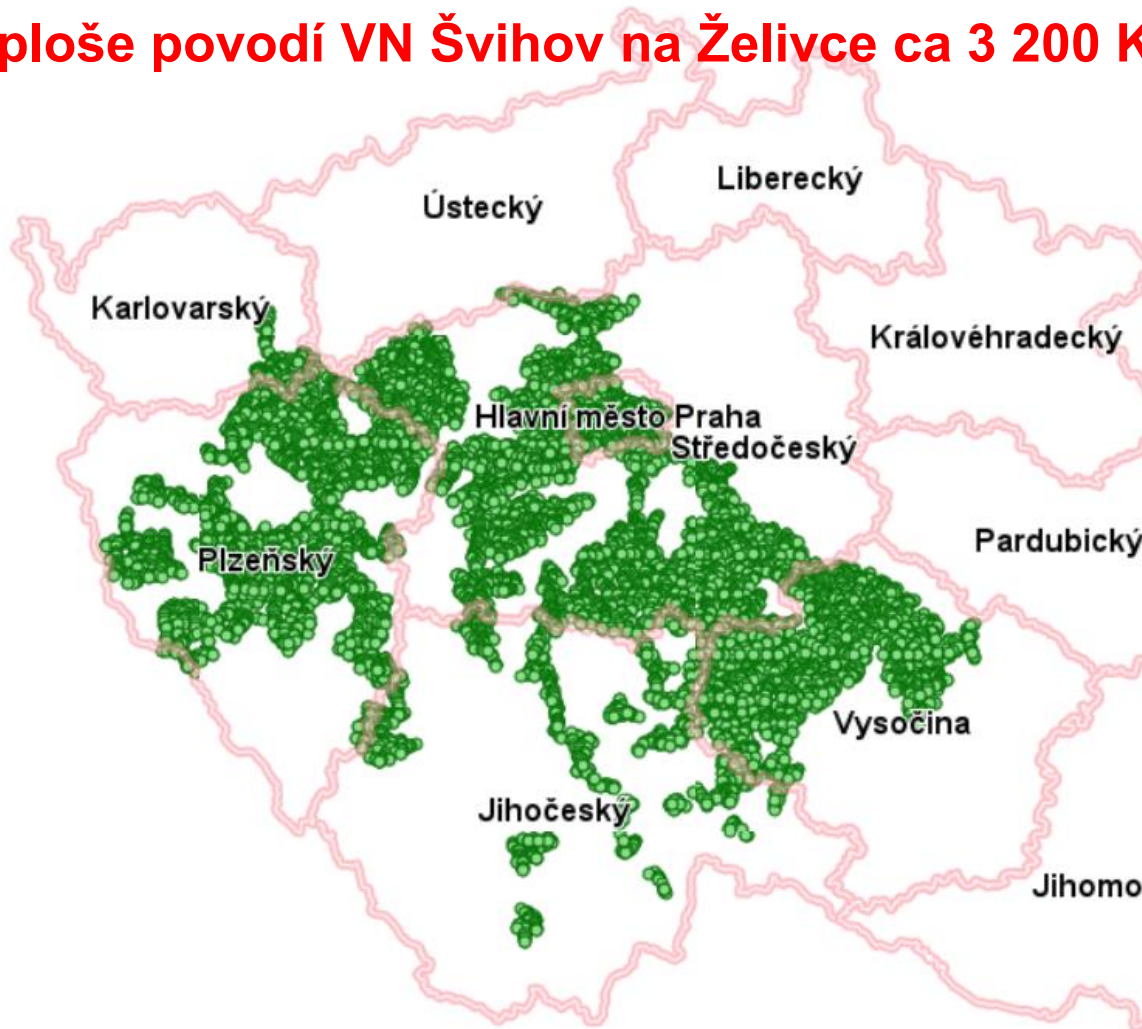 ploše povodí VN Švihov na Želivce ca 3 200 K
Liberecký
Ústecký
Karlovarský
Královéhradecký
Hlavní město Praha
Středočeský
Pardubický
Plzeňský
Vysočina
Jihočeský
Jihomo